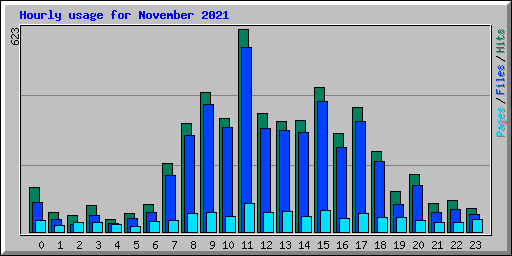 Hourly usage for November 2021
623
Pages/Files/Hits
0 1 2 3 4 5 6 7 8 9 10 11 12 13 14 15 16 17 18 19 20 21 22 23